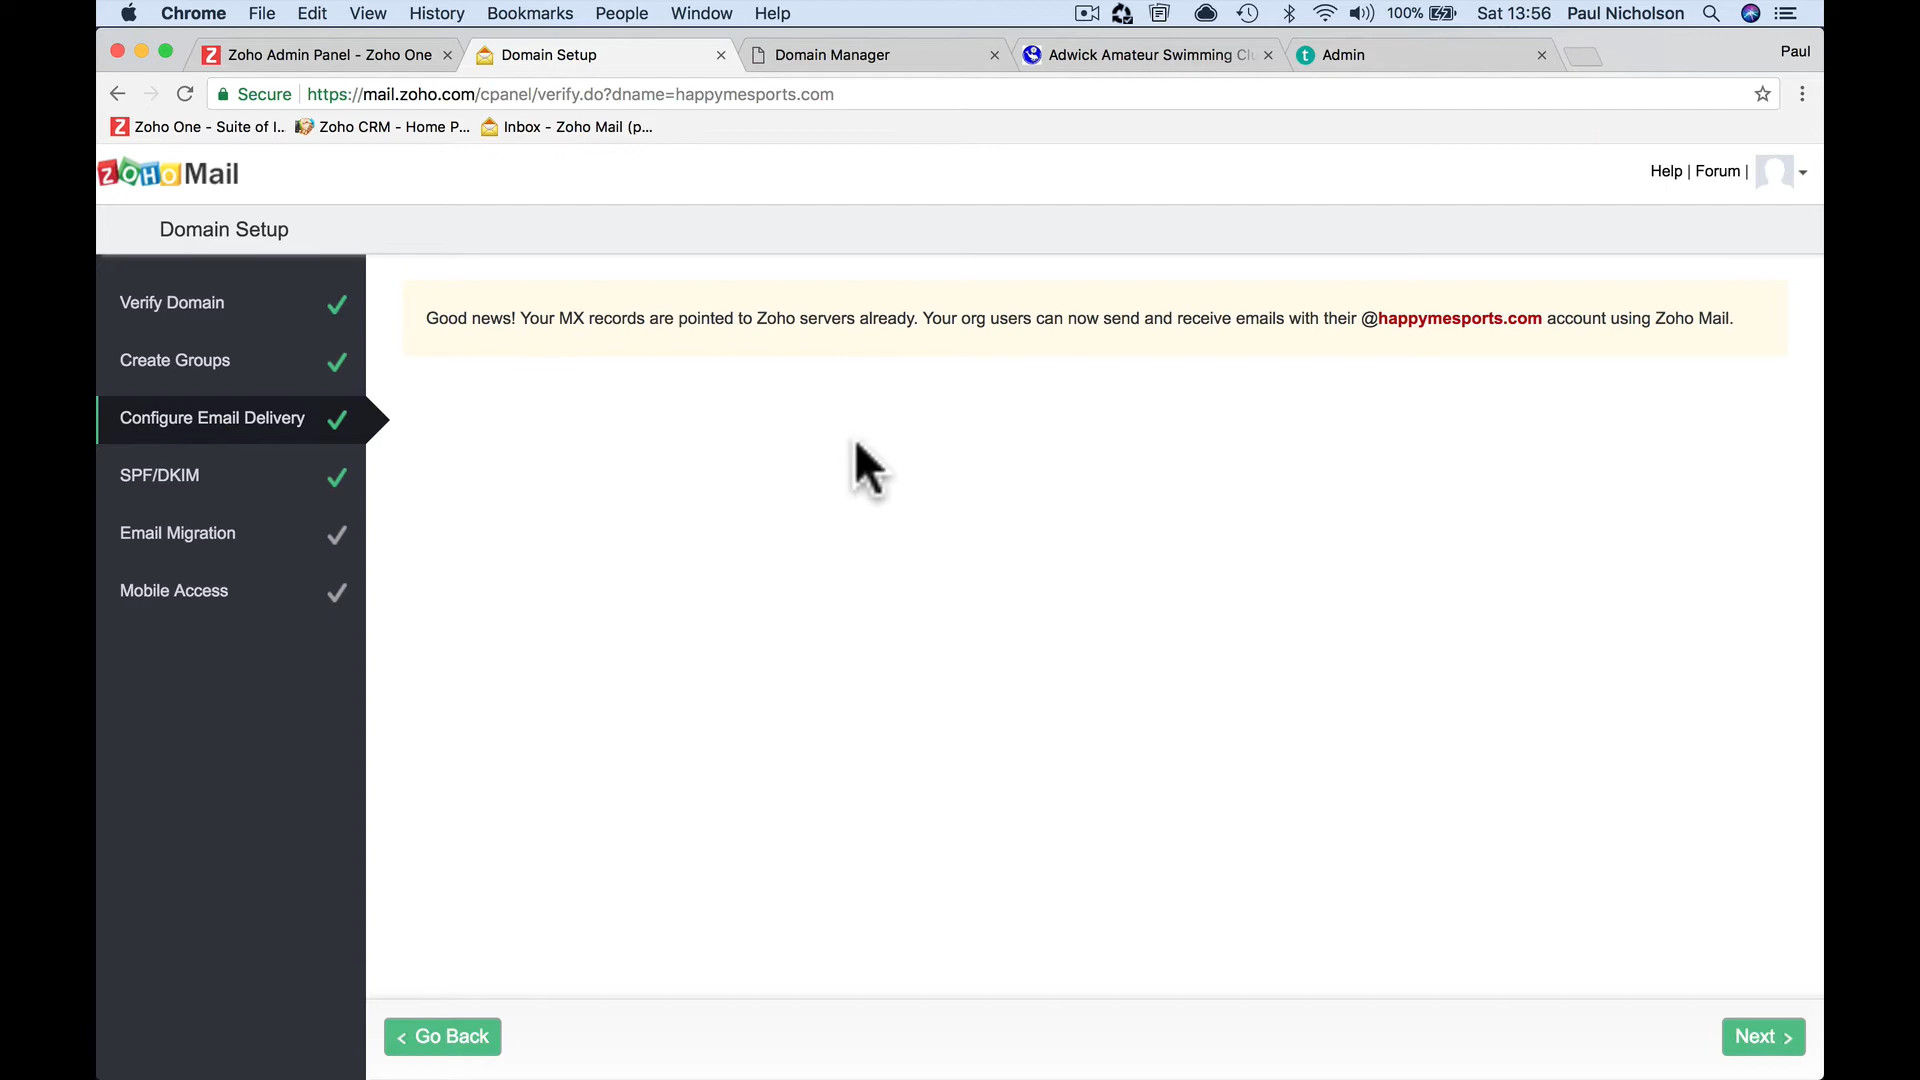 Chrome File Edit View History Bookmarks People Window Help 100% Sat 13:56 Paul Nicholson
Zoho Admin Panel - Zoho One Domain Setup Domain Manager Adwick Amateur Swimming Clu Admin Paul
Secure https://mail.zoho.com/cpanel/verify.do?dname=happymesports.com
Zoho One - Suite of I... Zoho CRM - Home P... Inbox - Zoho Mail (p...
ZOHO Mail Help | Forum |
Domain Setup
Verify Domain
Good news! Your MX records are pointed to Zoho servers already. Your org users can now send and receive emails with their @happymesports.com account using Zoho Mail.
Create Groups
Configure Email Delivery
SPF/DKIM
Email Migration
Mobile Access
< Go Back Next >